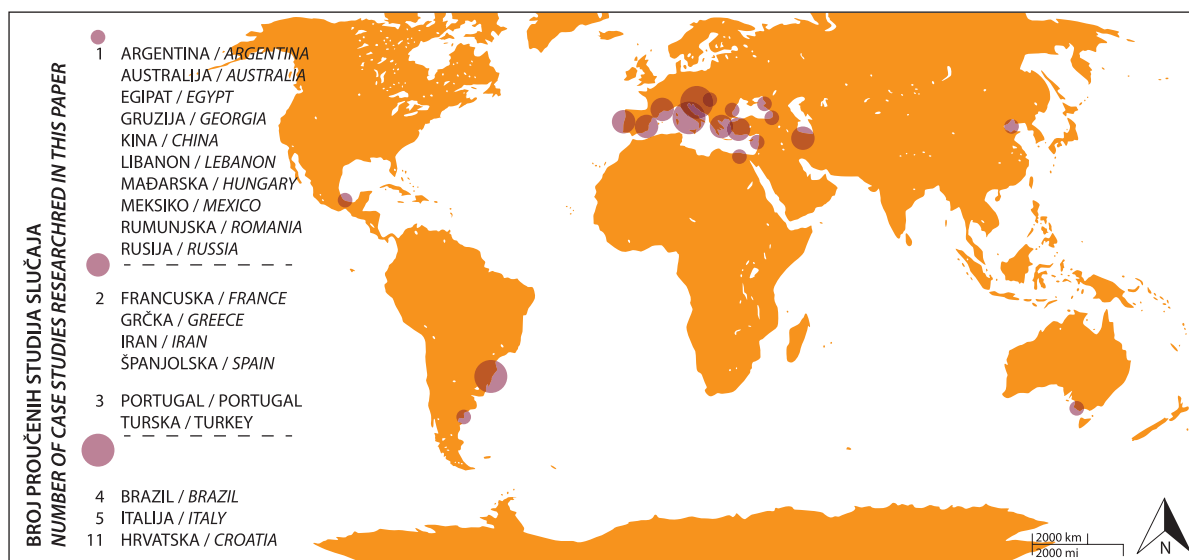 BROJ PROUČENIH STUDIJA SLUČAJA
NUMBER OF CASE STUDIES RESEARCHRED IN THIS PAPER
1 ARGENTINA / ARGENTINA
AUSTRALIJA / AUSTRALIA
EGIPAT / EGYPT
GRUZIJA / GEORGIA
KINA / CHINA
LIBANON / LEBANON
MAĐARSKA / HUNGARY
MEKSIKO / MEXICO
RUMUNJSKA / ROMANIA
RUSIJA / RUSSIA
2 FRANCUSKA / FRANCE
GRČKA / GREECE
IRAN / IRAN
ŠPANJOLSKA / SPAIN
3 PORTUGAL / PORTUGAL
TURSKA / TURKEY
4 BRAZIL / BRAZIL
5 ITALIJA / ITALY
11 HRVATSKA / CROATIA
2000 km
2000 mi
N